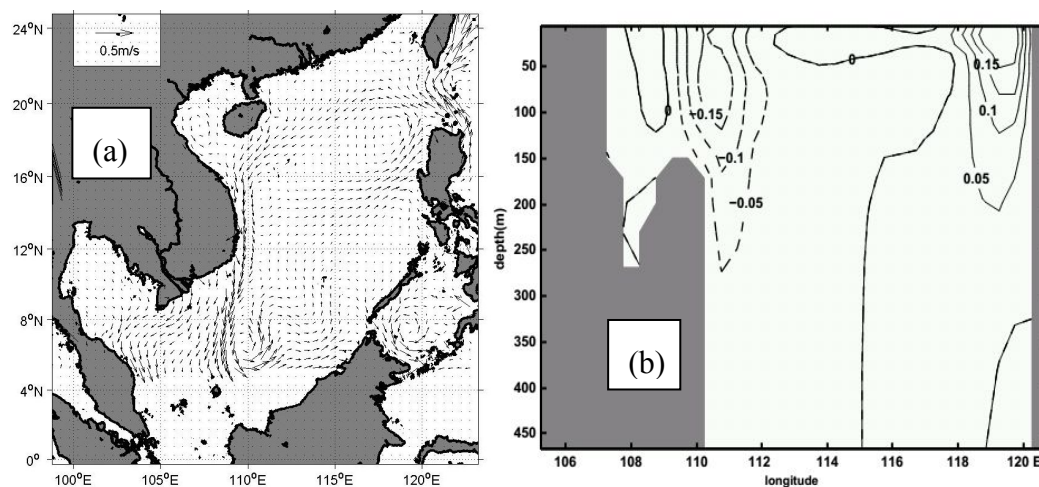 24°N
0.5m/s
20°N
(a)
16°N
12°N
8°N
4°N
0°
100°E
105°E
110°E
115°E
120°E
50
100
150
200
250
300
350
400
450
depth(m)
0
−0.15
−0.1
−0.05
0
0.15
0.1
0.05
(b)
106
108
110
112
114
116
118
120 E
longitude